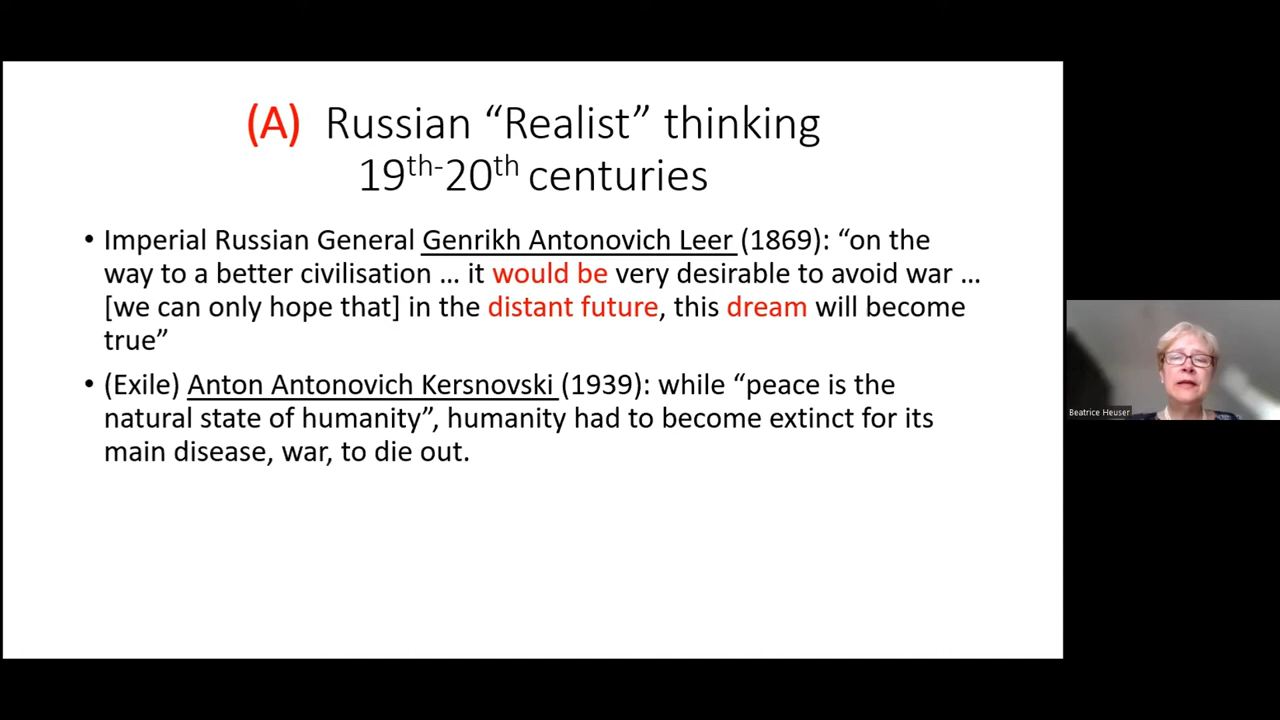 (A) Russian “Realist” thinking
19th-20th centuries
• Imperial Russian General Genrikh Antonovich Leer (1869): “on the
way to a better civilisation ... it would be very desirable to avoid war ...
[we can only hope that] in the distant future, this dream will become
true”
• (Exile) Anton Antonovich Kersnovski (1939): while “peace is the
natural state of humanity”, humanity had to become extinct for its
main disease, war, to die out.
Beatrice Heuser